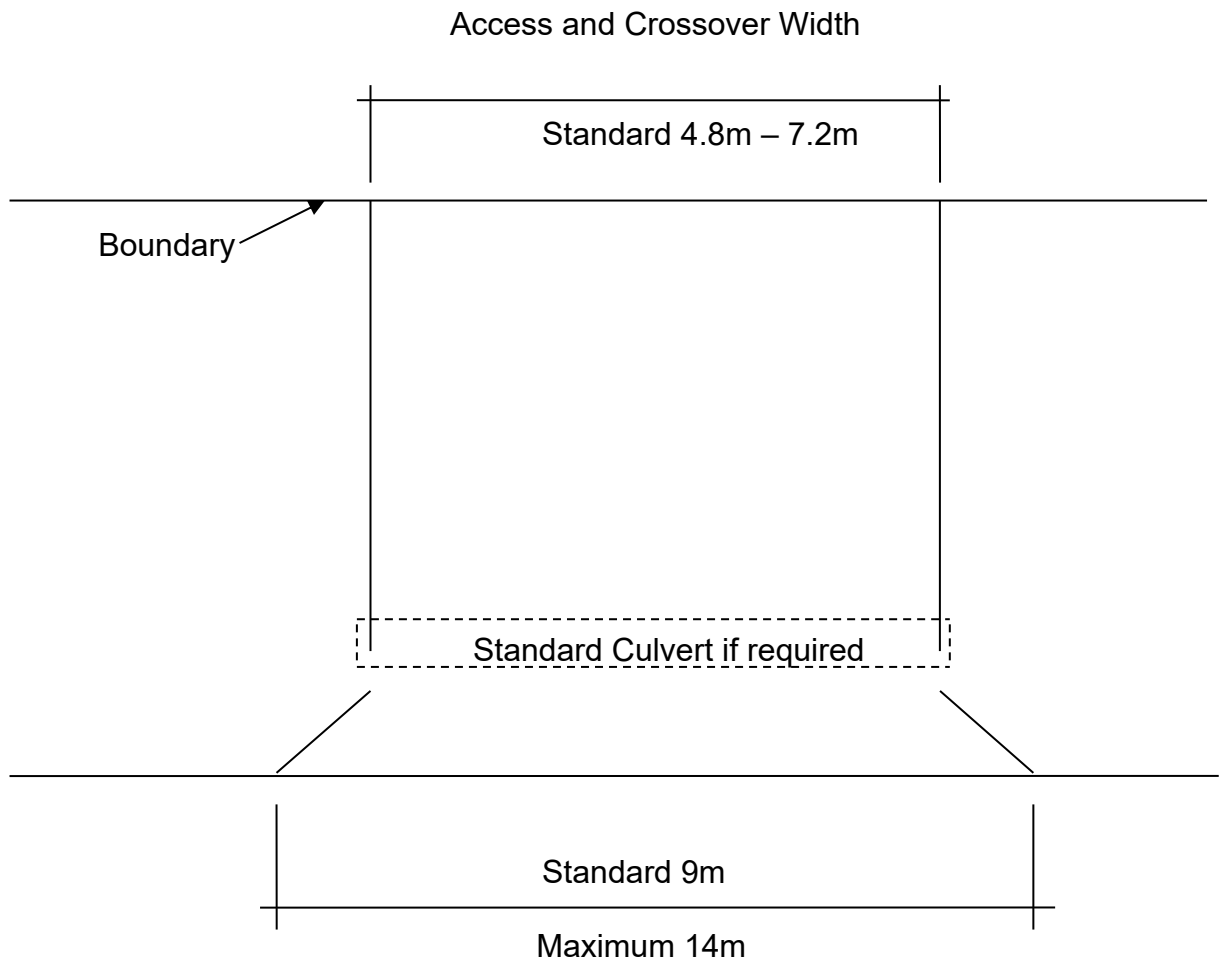 Access and Crossover Width
Standard 4.8m – 7.2m
Boundary
Standard Culvert if required
Standard 9m
Maximum 14m